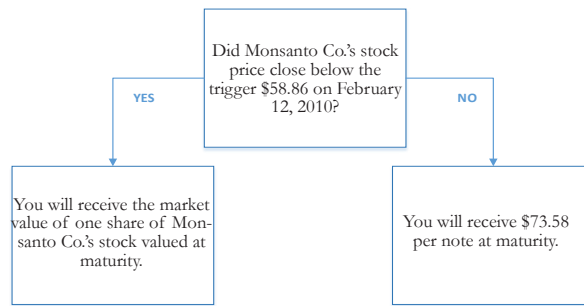 Did Monsanto Co.'s stock
price close below the
trigger $58.86 on February
12, 2010?
YES
NO
You will receive the market
value of one share of Mon-
santo Co.'s stock valued at
maturity.
You will receive $73.58
per note at maturity.